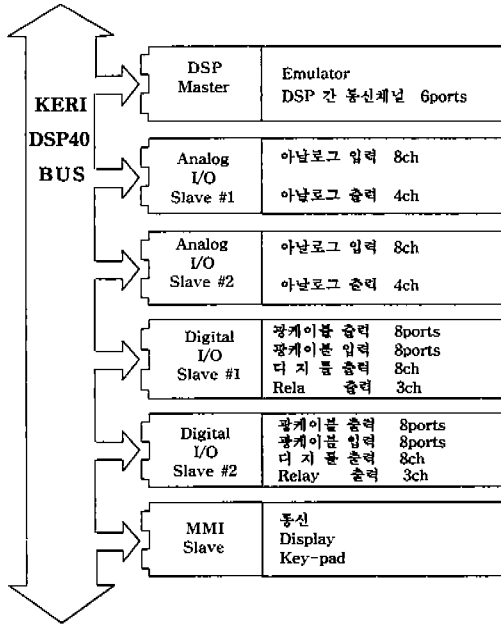 KERI
DSP40
BUS
DSP
Master
Emulator
DSP 간 통신채널 6ports
Analog
I/O
Slave #1
아날로그 입력 8ch
아날로그 출력 4ch
Analog
I/O
Slave #2
아날로그 입력 8ch
아날로그 출력 4ch
Digital
I/O
Slave #1
광케이블 출력 8ports
광케이블 입력 8ports
디 지 틀 출력 8ch
Rela 출력 3ch
Digital
I/O
Slave #2
광케이블 출력 8ports
광케이블 입력 8ports
디 지 틀 출력 8ch
Relay 출력 3ch
MMI
Slave
통신
Display
Key-pad